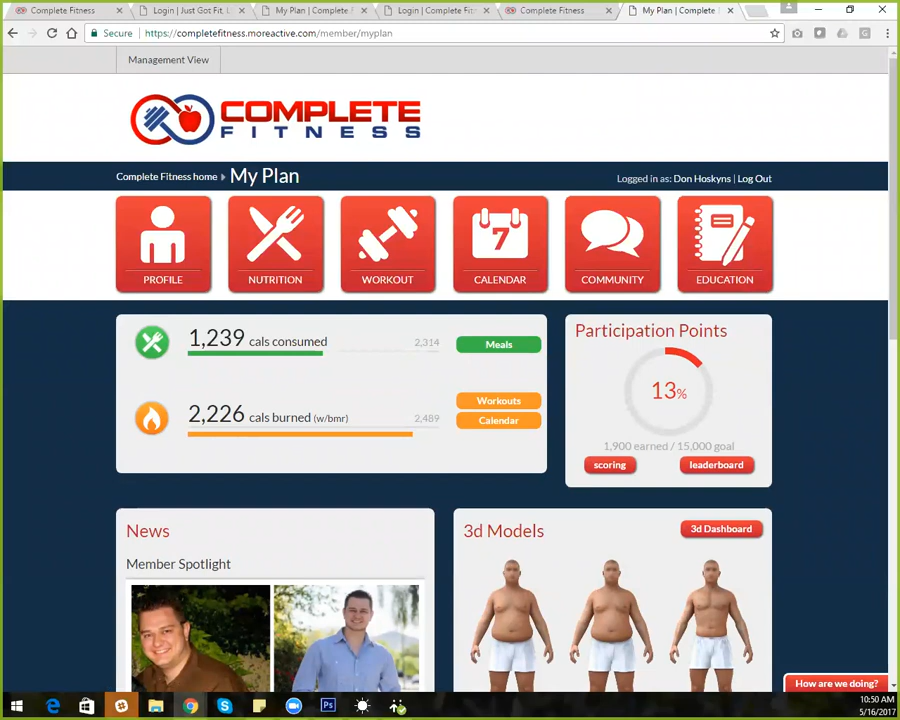 Complete Fitness
Login | Just Got Fit, L
My Plan | Complete F
Login | Complete Fitn
Complete Fitness
My Plan | Complete
Secure
https://completefitness.moreactive.com/member/myplan
Management View
COMPLETE
FITNESS
Complete Fitness home
My Plan
Logged in as: Don Hoskyns | Log Out
PROFILE
NUTRITION
7
WORKOUT
CALENDAR
COMMUNITY
EDUCATION
1,239 cals consumed
2,314
Meals
2,226 cals burned (w/bmr)
2,489
Workouts
Calendar
Participation Points
13%
1,900 earned / 15,000 goal
scoring
leaderboard
News
Member Spotlight
3d Models
3d Dashboard
How are we doing?
Ps
10:50 AM
5/16/2017